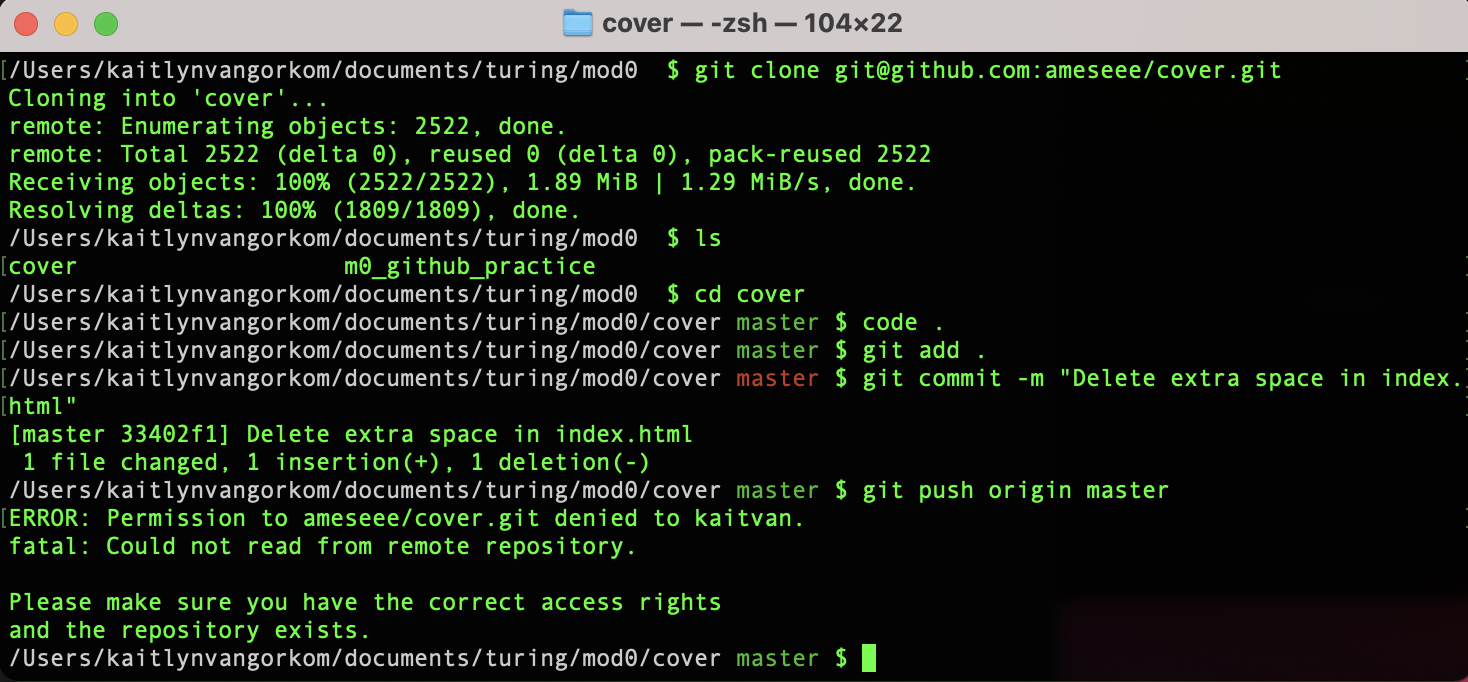 cover — -zsh — 104×22
[/Users/kaitlynvangorkom/documents/turing/mod0  $ git clone git@github.com:ameseee/cover.git
Cloning into 'cover'...
remote: Enumerating objects: 2522, done.
remote: Total 2522 (delta 0), reused 0 (delta 0), pack-reused 2522
Receiving objects: 100% (2522/2522), 1.89 MiB | 1.29 MiB/s, done.
Resolving deltas: 100% (1809/1809), done.
/Users/kaitlynvangorkom/documents/turing/mod0  $ ls
[cover                   m0_github_practice
/Users/kaitlynvangorkom/documents/turing/mod0  $ cd cover
[/Users/kaitlynvangorkom/documents/turing/mod0/cover master $ code .
[/Users/kaitlynvangorkom/documents/turing/mod0/cover master $ git add .
[/Users/kaitlynvangorkom/documents/turing/mod0/cover master $ git commit -m "Delete extra space in index.
[html"
[master 33402f1] Delete extra space in index.html
 1 file changed, 1 insertion(+), 1 deletion(-)
/Users/kaitlynvangorkom/documents/turing/mod0/cover master $ git push origin master
[ERROR: Permission to ameseee/cover.git denied to kaitvan.
fatal: Could not read from remote repository.

Please make sure you have the correct access rights
and the repository exists.
/Users/kaitlynvangorkom/documents/turing/mod0/cover master $